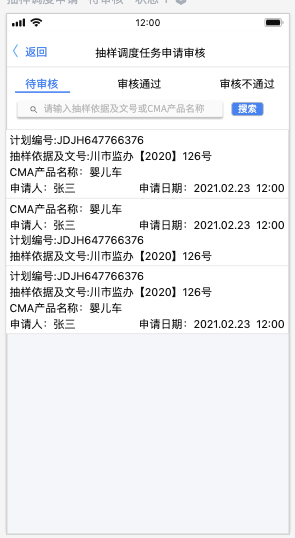 12:00
返回
抽样调度任务申请审核
待审核 审核通过 审核不通过
请输入抽样依据及文号或CMA产品名称 搜索
计划编号:JDJH647766376
抽样依据及文号:川市监办【2020】126号
CMA产品名称：婴儿车
申请人：张三 申请日期：2021.02.23 12:00
CMA产品名称：婴儿车
申请人：张三 申请日期：2021.02.23 12:00
计划编号:JDJH647766376
抽样依据及文号:川市监办【2020】126号
计划编号:JDJH647766376
抽样依据及文号:川市监办【2020】126号
CMA产品名称：婴儿车
申请人：张三 申请日期：2021.02.23 12:00